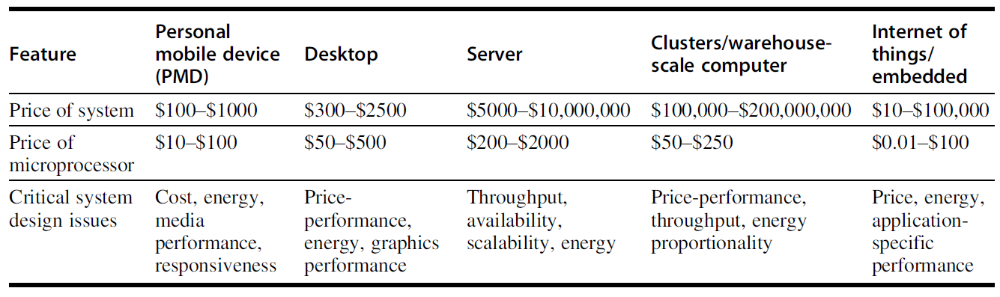 Feature Personal mobile device (PMD) Desktop Server Clusters/warehouse-scale computer Internet of things/ embedded
Price of system $100–$1000 $300–$2500 $5000–$10,000,000 $100,000–$200,000,000 $10–$100,000
Price of microprocessor $10–$100 $50–$500 $200–$2000 $50–$250 $0.01–$100
Critical system design issues Cost, energy, media performance, responsiveness Price-performance, energy, graphics performance Throughput, availability, scalability, energy Price-performance, throughput, energy proportionality Price, energy, application-specific performance